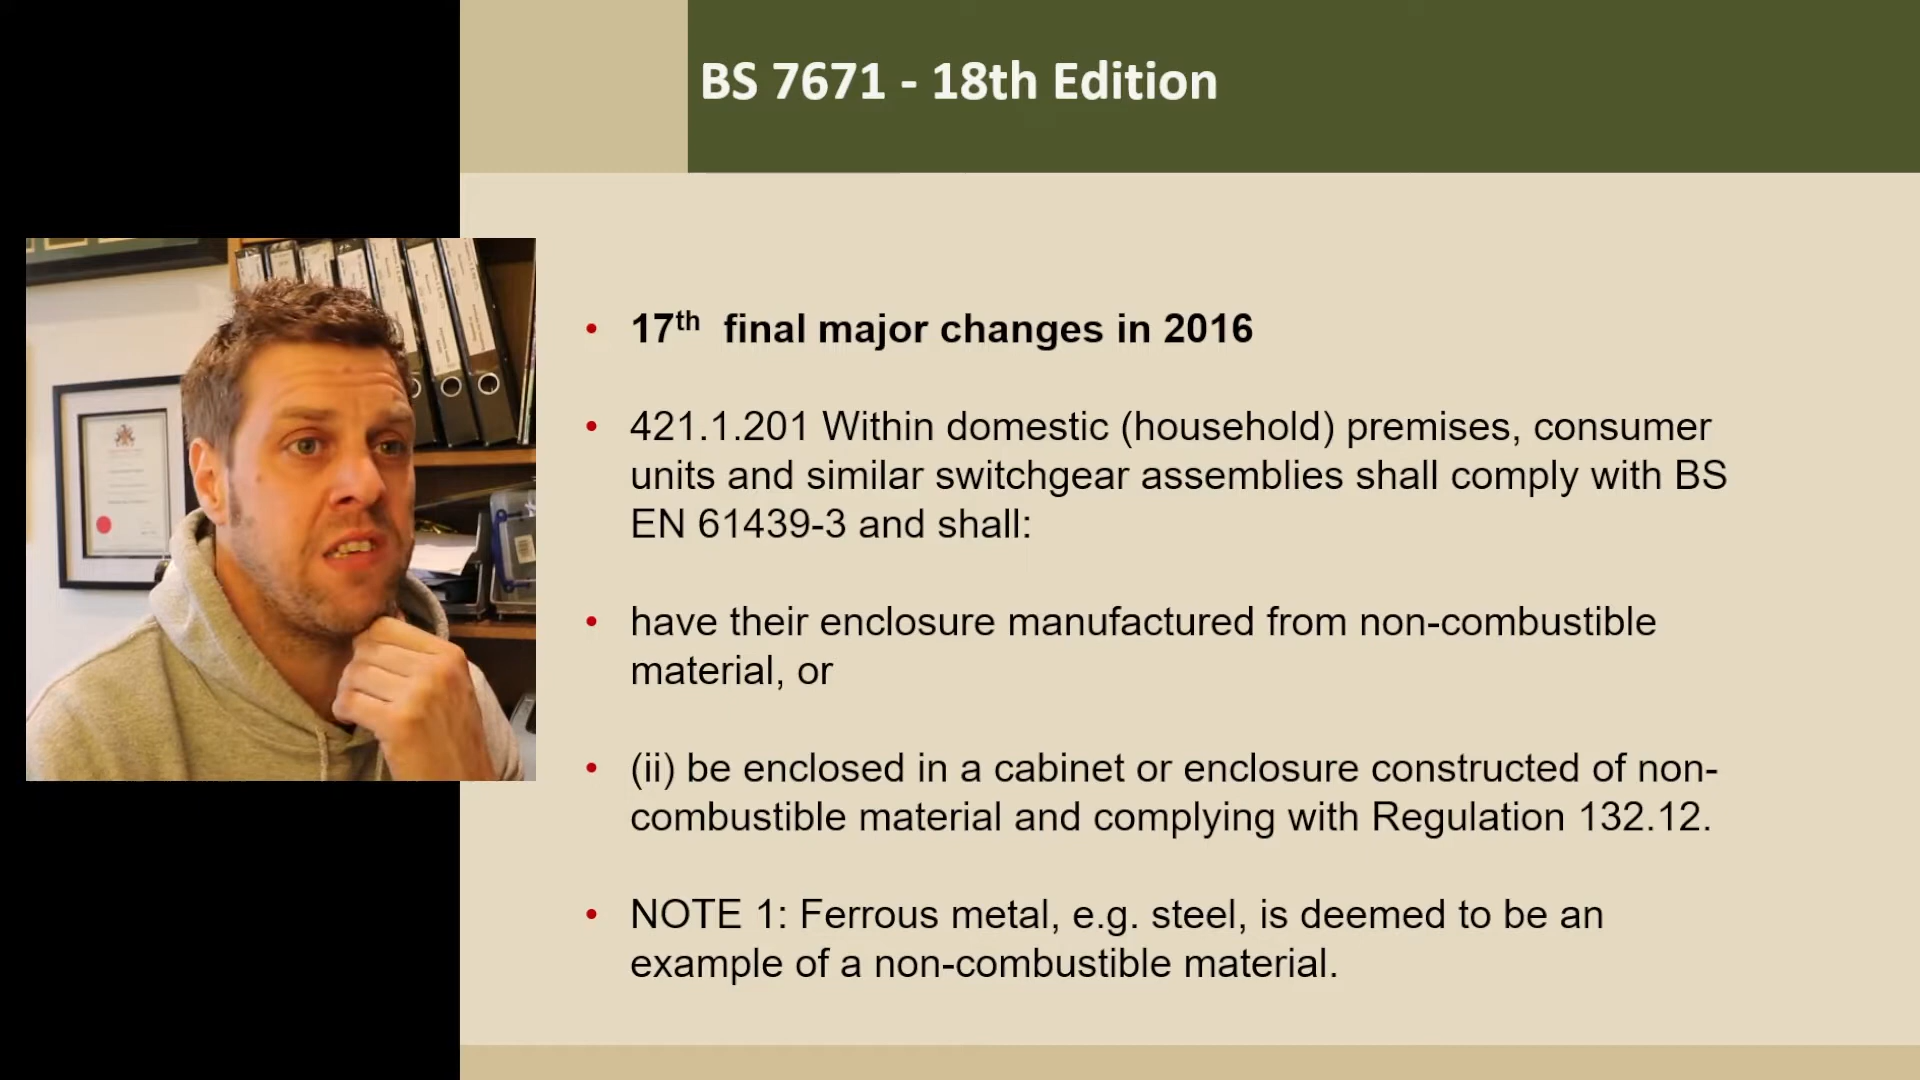 BS 7671 - 18th Edition
17th final major changes in 2016
421.1.201 Within domestic (household) premises, consumer
units and similar switchgear assemblies shall comply with BS
EN 61439-3 and shall:
have their enclosure manufactured from non-combustible
material, or
(ii) be enclosed in a cabinet or enclosure constructed of non-
combustible material and complying with Regulation 132.12.
NOTE 1: Ferrous metal, e.g. steel, is deemed to be an
example of a non-combustible material.